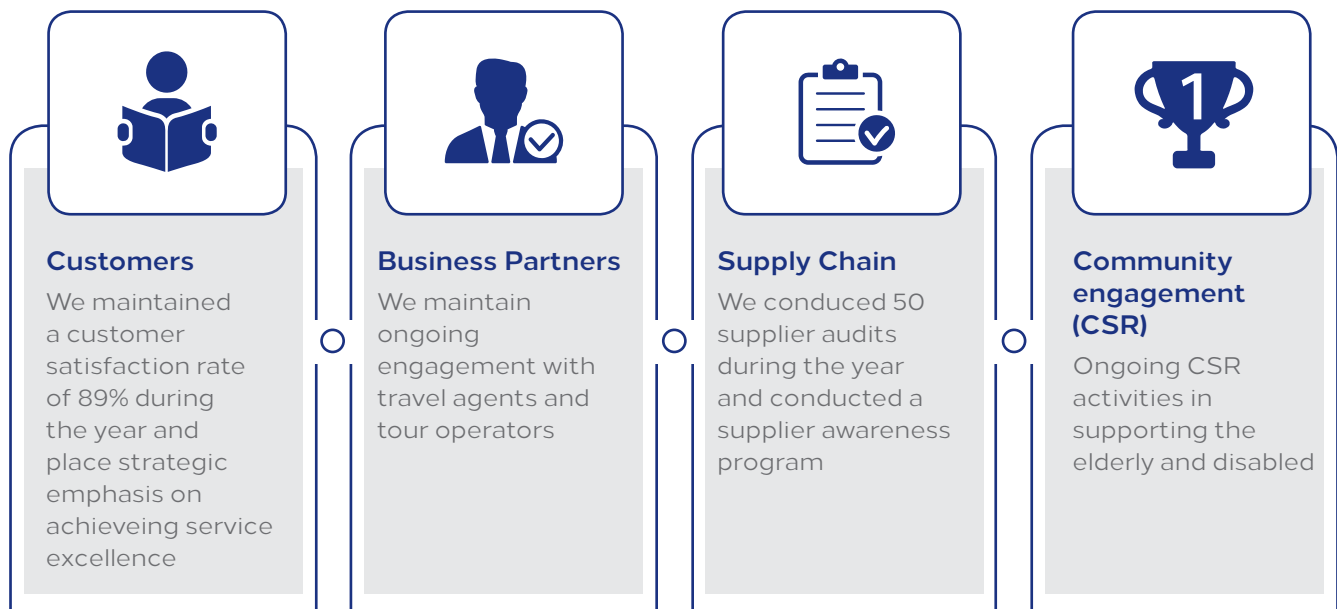 1
Customers
We maintained
a customer
satisfaction rate
of 89% during
the year and
place strategic
emphasis on
achieveing service
excellence
Business Partners
We maintain
ongoing
engagement with
travel agents and
tour operators
Supply Chain
We conduced 50
supplier audits
during the year
and conducted a
supplier awareness
program
Community
engagement
(CSR)
Ongoing CSR
activities in
supporting the
elderly and disabled